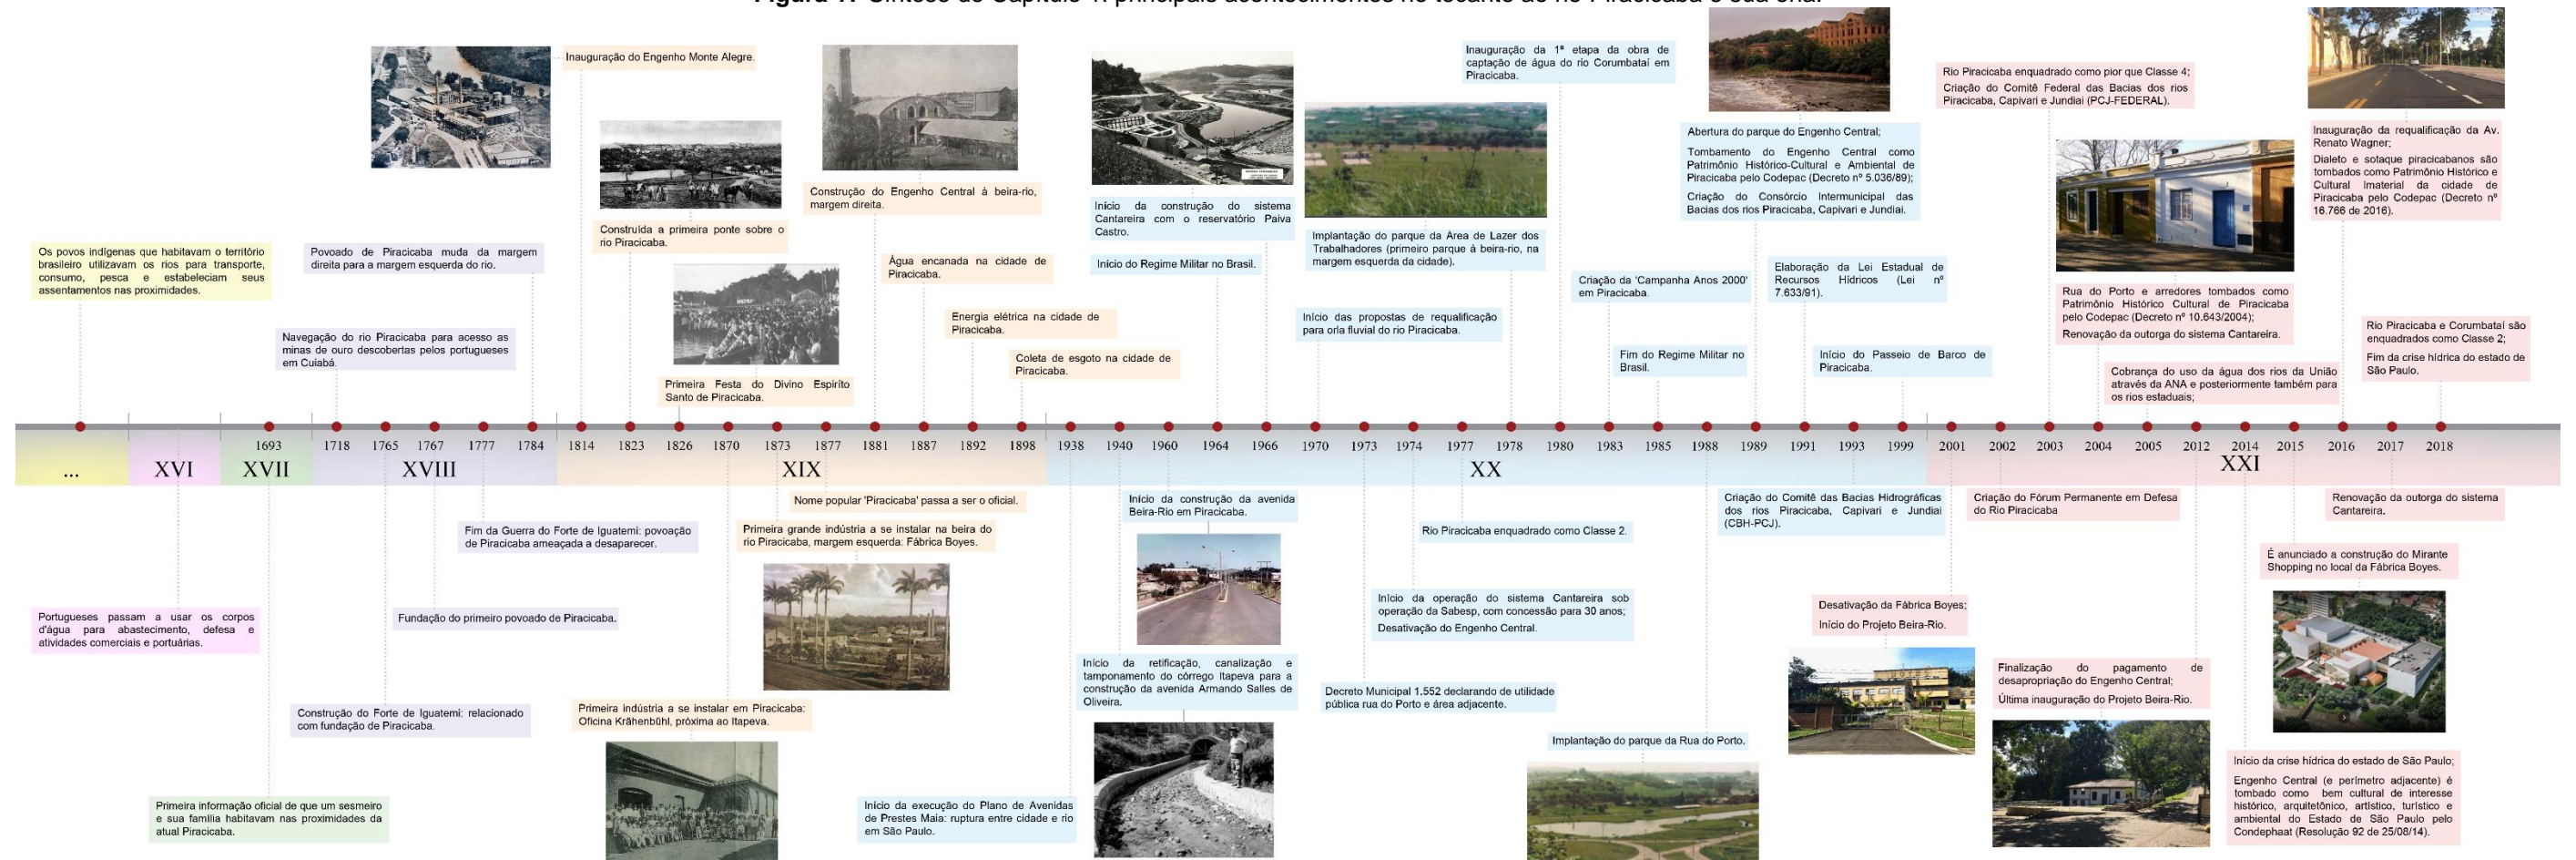 Síntese do Capítulo principais acontecimentos no tocante ao rio Piracicaba e sua orla.
Inauguração do Engenho Monte Alegre.
Construída a primeira ponte sobre o
rio Piracicaba.
Construção do Engenho Central à beira-rio,
margem direita.
Início da construção do sistema
Cantareira com o reservatório Paiva
Castro.
Início do Regime Militar no Brasil.
Inauguração da 1ª etapa da obra de
captação de água do rio Corumbataí em
Piracicaba.
Implantação do parque da Área de Lazer dos
Trabalhadores (primeiro parque à beira-rio, na
margem esquerda da cidade).
Abertura do parque do Engenho Central;
Tombamento do Engenho Central como
Patrimônio Histórico-Cultural e Ambiental de
Piracicaba pelo Codepac (Decreto nº 5.036/89);
Criação do Consórcio Intermunicipal das
Bacias dos rios Piracicaba, Capivari e Jundiaí.
Rio Piracicaba enquadrado como pior que Classe 4;
Criação do Comitê Federal das Bacias dos rios
Piracicaba, Capivari e Jundiai (PCJ-FEDERAL).
Inauguração da requalificação da Av.
Renato Wagner;
Dialeto e sotaque piracicabanos são
tombados como Patrimônio Histórico e
Cultural Imaterial da cidade de
Piracicaba pelo Codepac (Decreto nº
16.766 de 2016).
Os povos indígenas que habitavam o território
brasileiro utilizavam os rios para transporte,
consumo, pesca e estabeleciam seus
assentamentos nas proximidades.
Povoado de Piracicaba muda da margem
direita para a margem esquerda do rio.
Navegação do rio Piracicaba para acesso as
minas de ouro descobertas pelos portugueses
em Cuiabá.
Primeira Festa do Divino Espiríto
Santo de Piracicaba.
Água encanada na cidade de
Piracicaba.
Energia elétrica na cidade de
Piracicaba.
Coleta de esgoto na cidade de
Piracicaba.
Início das propostas de requalificação
para orla fluvial do rio Piracicaba.
Criação da 'Campanha Anos 2000'
em Piracicaba.
Fim do Regime Militar no
Brasil.
Elaboração da Lei Estadual de
Recursos Hídricos (Lei nº
7.633/91).
Início do Passeio de Barco de
Piracicaba.
Rua do Porto e arredores tombados como
Patrimônio Histórico Cultural de Piracicaba
pelo Codepac (Decreto nº 10.643/2004);
Renovação da outorga do sistema Cantareira.
Cobrança do uso da água dos rios da União
através da ANA e posteriormente também para
os rios estaduais;
Rio Piracicaba e Corumbataí são
enquadrados como Classe 2;
Fim da crise hídrica do estado de
São Paulo.
1693 1718 1765 1767 1777 1784 1814 1823 1826 1870 1873 1877 1881 1887 1892 1898 1938 1940 1960 1964 1966 1970 1973 1974 1977 1978 1980 1983 1985 1988 1989 1991 1993 1999 2001 2002 2003 2004 2005 2012 2014 2015 2016 2017 2018
... XVI XVII XVIII XIX XX XXI
Portugueses passam a usar os corpos
d'água para abastecimento, defesa e
atividades comerciais e portuárias.
Primeira informação oficial de que um sesmeiro
e sua família habitavam nas proximidades da
atual Piracicaba.
Construção do Forte de Iguatemi: relacionado
com fundação de Piracicaba.
Fundação do primeiro povoado de Piracicaba.
Fim da Guerra do Forte de Iguatemi: povoação
de Piracicaba ameaçada a desaparecer.
Primeira indústria a se instalar em Piracicaba:
Oficina Krähenbühl, próxima ao Itapeva.
Primeira grande indústria a se instalar na beira do
rio Piracicaba, margem esquerda: Fábrica Boyes.
Nome popular 'Piracicaba' passa a ser o oficial.
Início da execução do Plano de Avenidas
de Prestes Maia: ruptura entre cidade e rio
em São Paulo.
Início da retificação, canalização e
tamponamento do córrego Itapeva para a
construção da avenida Armando Salles de
Oliveira.
Início da construção da avenida
Beira-Rio em Piracicaba.
Decreto Municipal 1.552 declarando de utilidade
pública rua do Porto e área adjacente.
Início da operação do sistema Cantareira sob
operação da Sabesp, com concessão para 30 anos;
Desativação do Engenho Central.
Rio Piracicaba enquadrado como Classe 2.
Implantação do parque da Rua do Porto.
Criação do Comitê das Bacias Hidrográficas
dos rios Piracicaba, Capivari e Jundiai
(CBH-PCJ).
Desativação da Fábrica Boyes;
Início do Projeto Beira-Rio.
Criação do Fórum Permanente em Defesa
do Rio Piracicaba
Finalização do pagamento de
desapropriação do Engenho Central;
Última inauguração do Projeto Beira-Rio.
Início da crise hídrica do estado de São Paulo;
Engenho Central (e perímetro adjacente) é
tombado como bem cultural de interesse
histórico, arquitetônico, artístico, turístico e
ambiental do Estado de São Paulo pelo
Condephaat (Resolução 92 de 25/08/14).
É anunciado a construção do Mirante
Shopping no local da Fábrica Boyes.
Renovação da outorga do sistema
Cantareira.